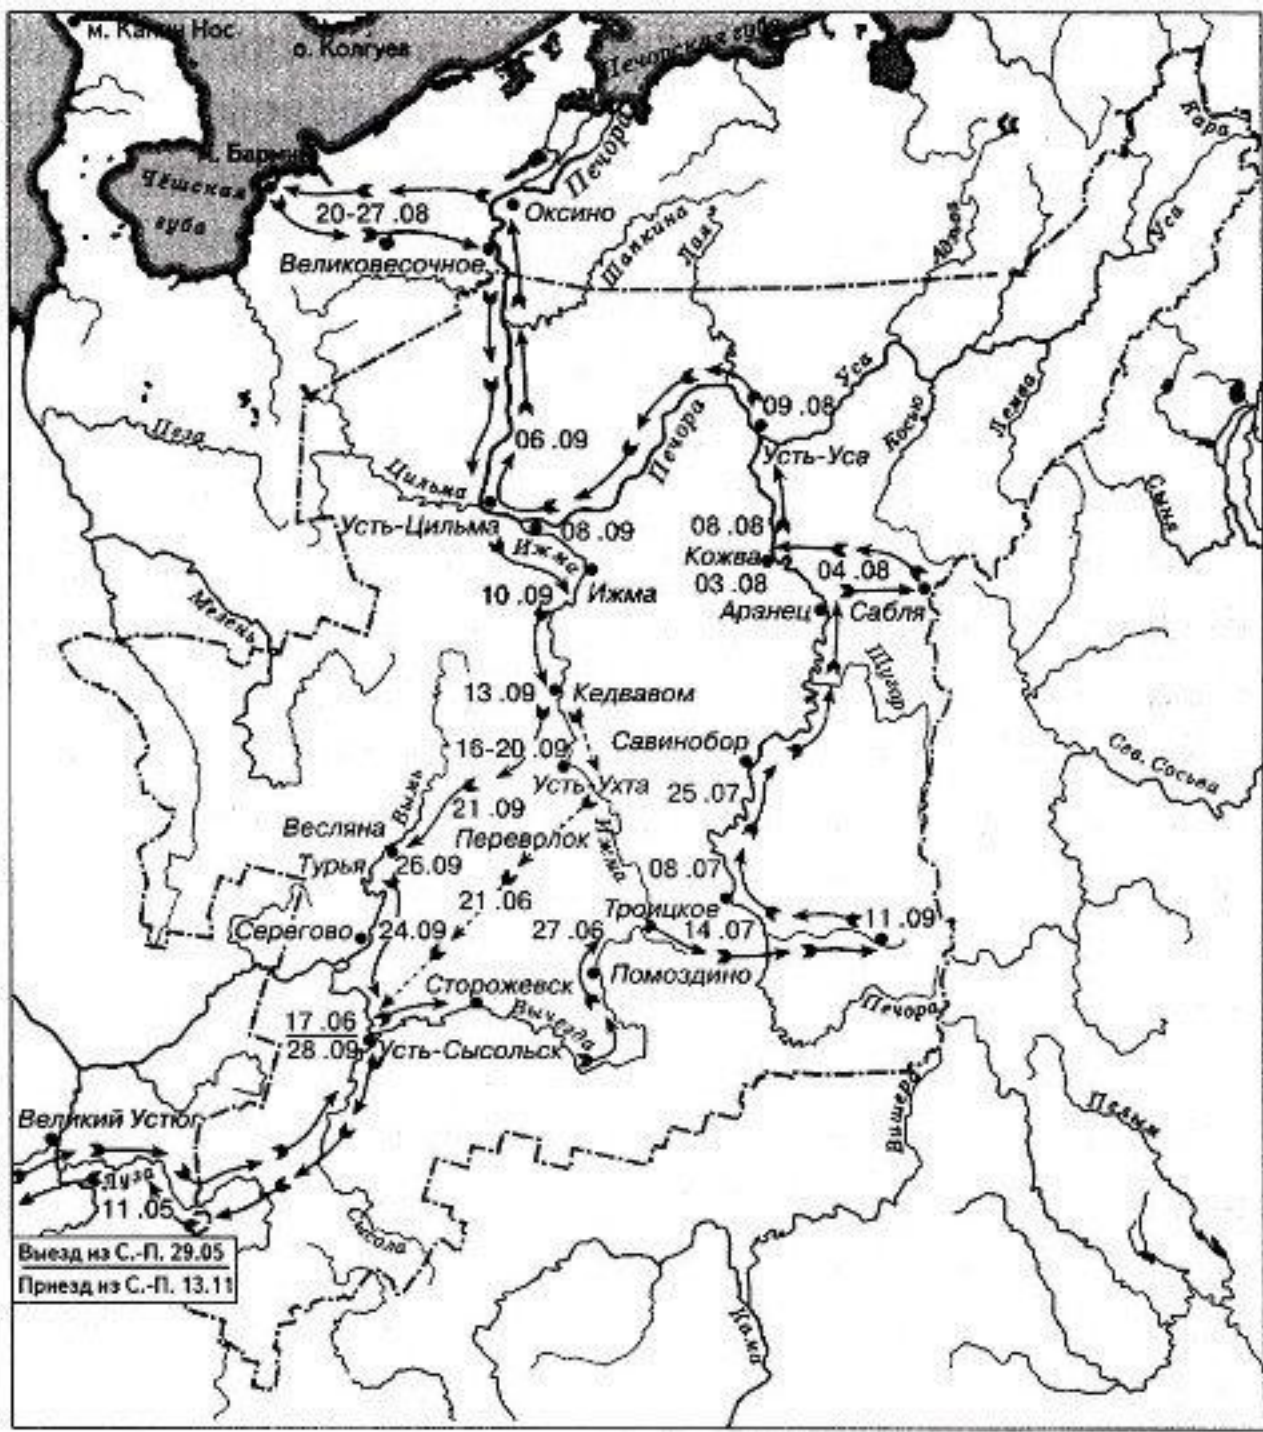 м. Канин Нос
о. Колгуев
Печорская губа
Кара
Чёшская
губа
Печора
20-27 .08
Оксино
Великовесочное
Шапкина
Лая
Адзьва
Уса
Уса
Косью
Лемва
Сыня
Пеза
06 .09
Цильма
Печора
09 .08
Усть-Уса
Усть-Цильма
08 .09
08 .08
Кожва
03 .08
04 .08
Ижма
Ижма
10 .09
Аранец
Сабля
Мезень
Щугор
13 .09
Кедвавом
16-20 .09
Савинобор
Сев. Сосьва
Усть-Ухта
25 .07
21 .09
Вымь
Весляна
Переврлок
Ижма
Турья
26.09
08 .07
21 .06
Троицкое
11.09
Серегово
24.09
27 .06
14 .07
Сторожевск
Помоздино
Вычегда
Печора
17 .06
28 .09
Усть-Сысольск
Вишера
Пелым
Великий Устюг
Луза
11 .05
Сысола
Выезд из С.-П. 29.05
Приезд из С.-П. 13.11
Кама